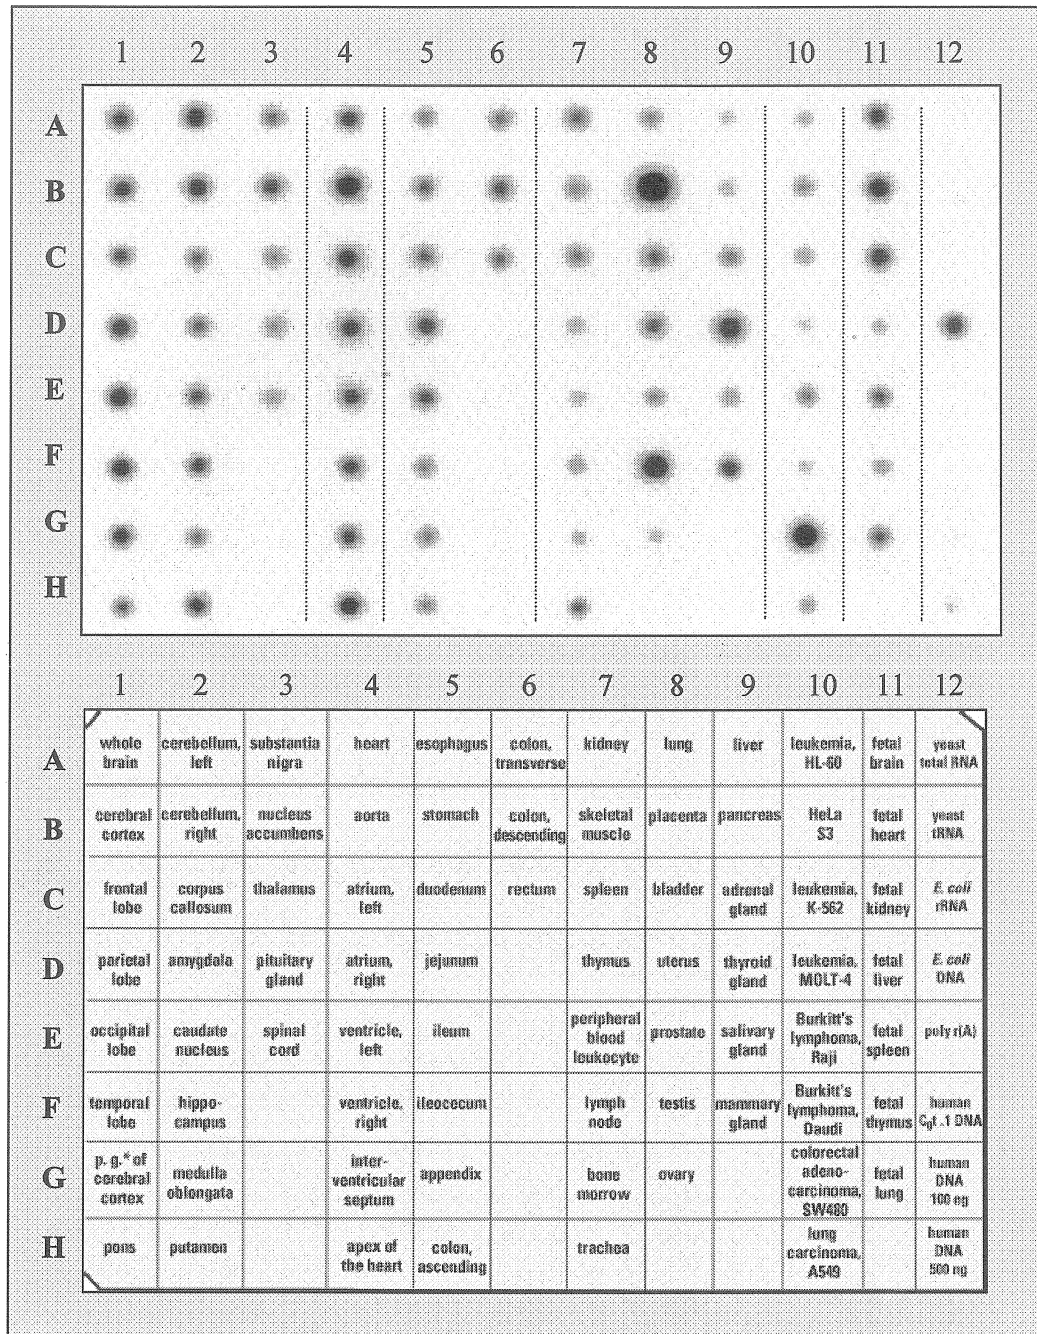 1 2 3 4 5 6 7 8 9 10 11 12
A
B
C
D
E
F
G
H
1 2 3 4 5 6 7 8 9 10 11 12
A
whole brain
cerebellum, left
substantia nigra
heart
esophagus
colon, transverse
kidney
lung
liver
leukemia, HL-60
fetal brain
yeast total RNA
B
cerebral cortex
cerebellum, right
nucleus accumbens
aorta
stomach
colon, descending
skeletal muscle
placenta
pancreas
HeLa S3
fetal heart
yeast tRNA
C
frontal lobe
corpus callosum
thalamus
atrium, left
duodenum
rectum
spleen
bladder
adrenal gland
leukemia, K-562
fetal kidney
E. coli rRNA
D
parietal lobe
amygdala
pituitary gland
atrium, right
jejunum
thymus
uterus
thyroid gland
leukemia, MOLT-4
fetal liver
E. coli DNA
E
occipital lobe
caudate nucleus
spinal cord
ventricle, left
ileum
peripheral blood leukocyte
prostate
salivary gland
Burkitt's lymphoma, Raji
fetal spleen
poly r(A)
F
temporal lobe
hippo-campus
ventricle, right
ileocecum
lymph node
testis
mammary gland
Burkitt's lymphoma, Daudi
fetal thymus
human C₀t .1 DNA
G
p. g.* of cerebral cortex
medulla oblongata
inter-ventricular septum
appendix
bone morrow
ovary
colorectal adeno-carcinoma, SW480
fetal lung
human DNA 100 ng
H
pons
putamen
apex of the heart
colon, ascending
trachea
lung carcinoma, A549
human DNA 500 ng